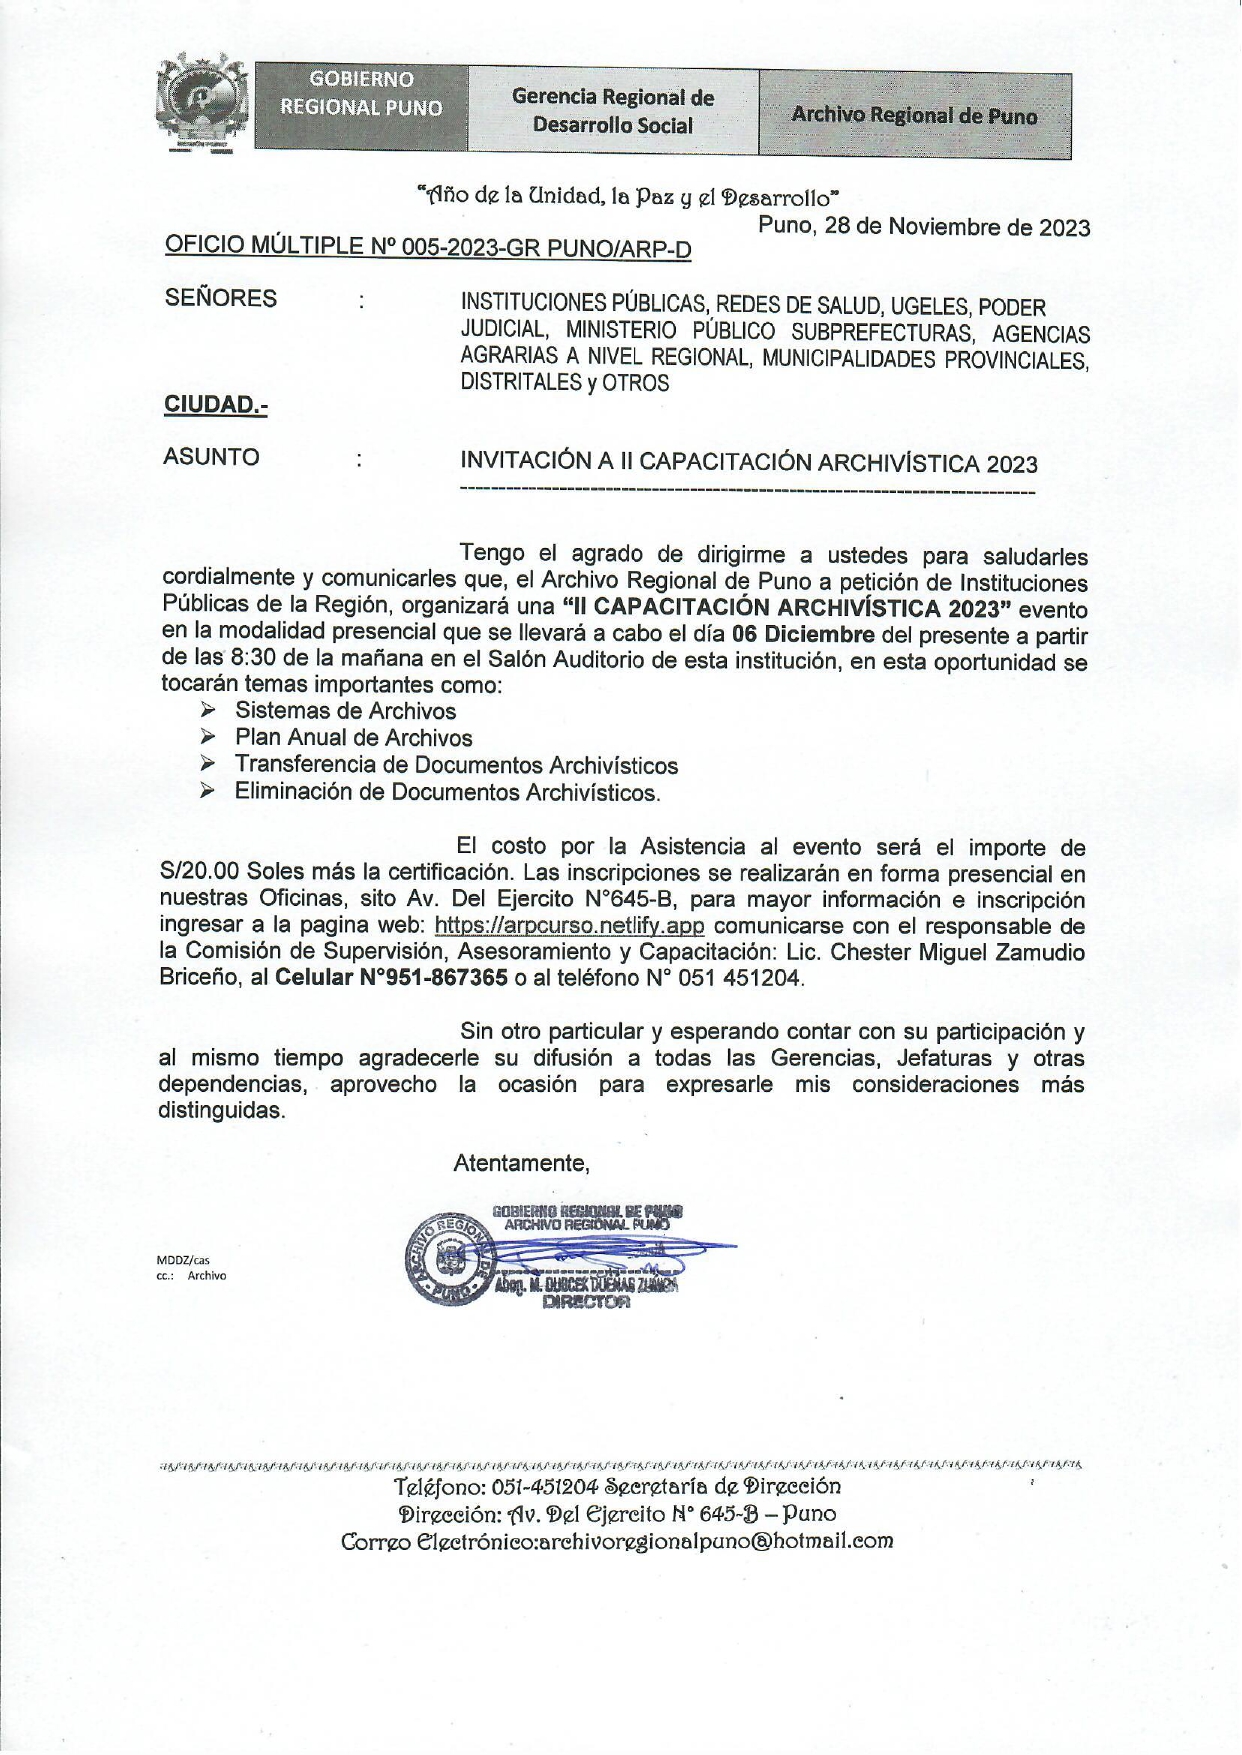 GOBIERNO
REGIONAL PUNO
Gerencia Regional de
Desarrollo Social
Archivo Regional de Puno
“Año de la Unidad, la Paz y el Desarrollo”
Puno, 28 de Noviembre de 2023
OFICIO MÚLTIPLE Nº 005-2023-GR PUNO/ARP-D
SEÑORES : INSTITUCIONES PÚBLICAS, REDES DE SALUD, UGELES, PODER
JUDICIAL, MINISTERIO PÚBLICO SUBPREFECTURAS, AGENCIAS
AGRARIAS A NIVEL REGIONAL, MUNICIPALIDADES PROVINCIALES,
DISTRITALES y OTROS
CIUDAD.-
ASUNTO : INVITACIÓN A II CAPACITACIÓN ARCHIVÍSTICA 2023
---------------------------------------------------------------------------
Tengo el agrado de dirigirme a ustedes para saludarles
cordialmente y comunicarles que, el Archivo Regional de Puno a petición de Instituciones
Públicas de la Región, organizará una “II CAPACITACIÓN ARCHIVÍSTICA 2023” evento
en la modalidad presencial que se llevará a cabo el día 06 Diciembre del presente a partir
de las 8:30 de la mañana en el Salón Auditorio de esta institución, en esta oportunidad se
tocarán temas importantes como:
➢ Sistemas de Archivos
➢ Plan Anual de Archivos
➢ Transferencia de Documentos Archivísticos
➢ Eliminación de Documentos Archivísticos.
El costo por la Asistencia al evento será el importe de
S/20.00 Soles más la certificación. Las inscripciones se realizarán en forma presencial en
nuestras Oficinas, sito Av. Del Ejercito N°645-B, para mayor información e inscripción
ingresar a la pagina web: https://arpcurso.netlify.app comunicarse con el responsable de
la Comisión de Supervisión, Asesoramiento y Capacitación: Lic. Chester Miguel Zamudio
Briceño, al Celular N°951-867365 o al teléfono N° 051 451204.
Sin otro particular y esperando contar con su participación y
al mismo tiempo agradecerle su difusión a todas las Gerencias, Jefaturas y otras
dependencias, aprovecho la ocasión para expresarle mis consideraciones más
distinguidas.
Atentamente,
GOBIERNO REGIONAL DE PUNO
ARCHIVO REGIONAL PUNO
ARCHIVO REGIONAL DE
- PUNO -
Abog. M.
DIRECTOR
MDDZ/cas
cc.: Archivo
Teléfono: 051-451204 Secretaría de Dirección
Dirección: Av. Del Ejercito N° 645-B – Puno
Correo Electrónico:archivoregionalpuno@hotmail.com